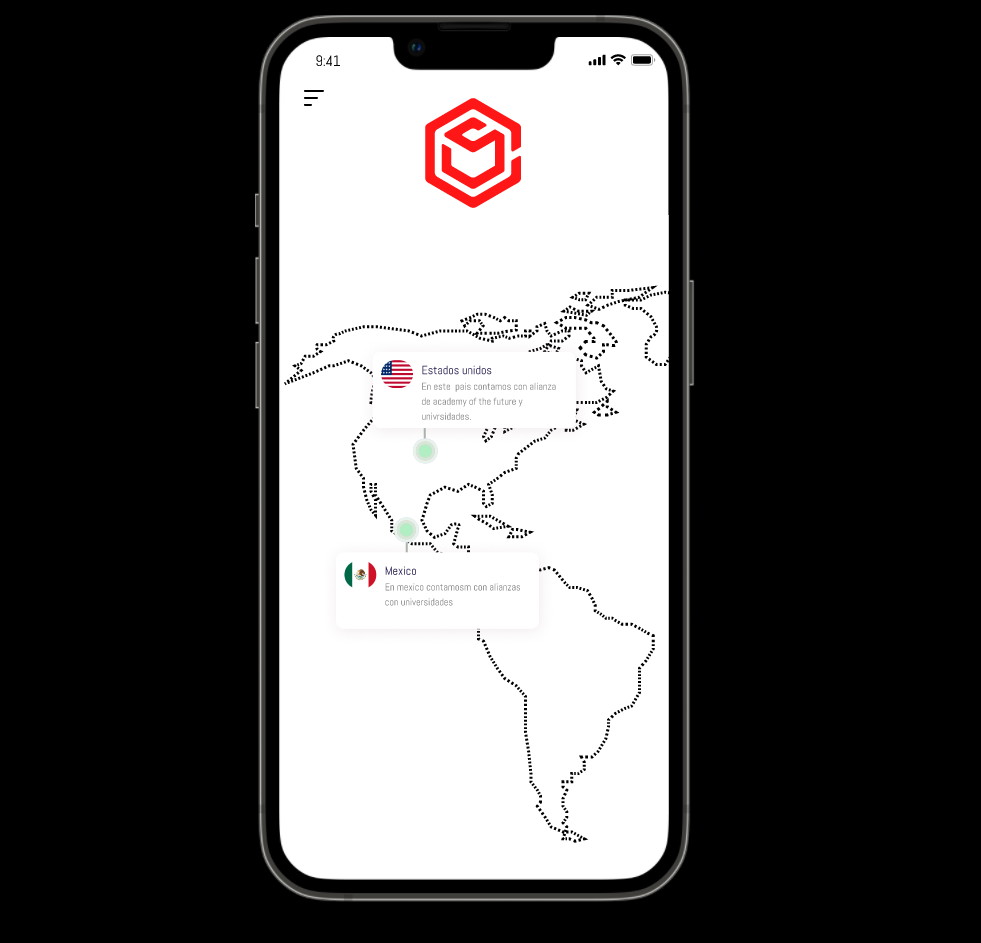 9:41
Estados unidos
En este pais contamos con alianza
de academy of the future y
univrsidades.
Mexico
En mexico contamosm con alianzas
con universidades